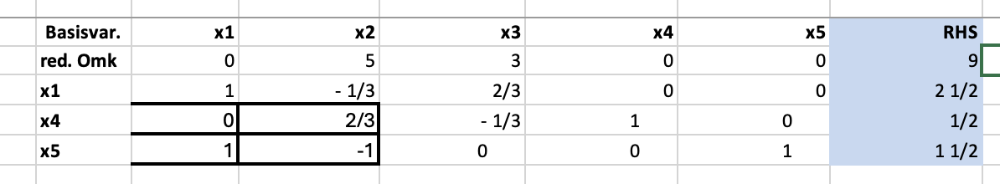 Basisvar. x1 x2 x3 x4 x5 RHS
red. Omk 0 5 3 0 0 9
x1 1 - 1/3 2/3 0 0 2 1/2
x4 0 2/3 - 1/3 1 0 1/2
x5 1 -1 0 0 1 1 1/2